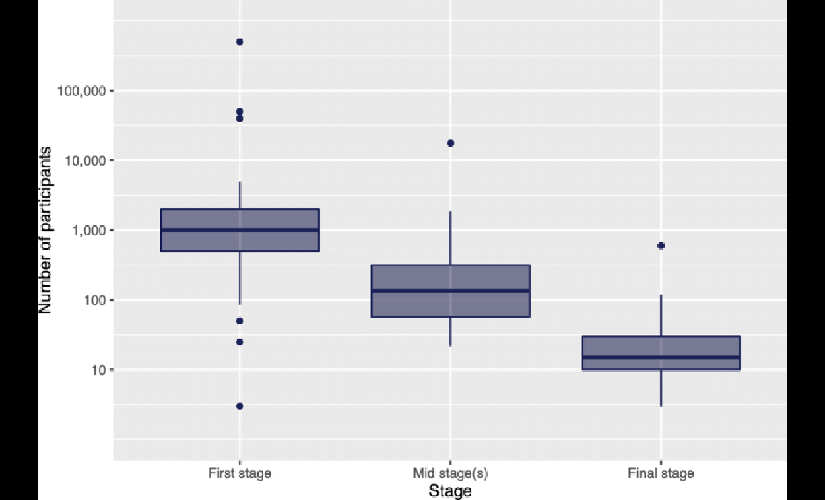 Number of participants
100,000
10,000
1,000
100
10
First stage
Mid stage(s)
Final stage
Stage